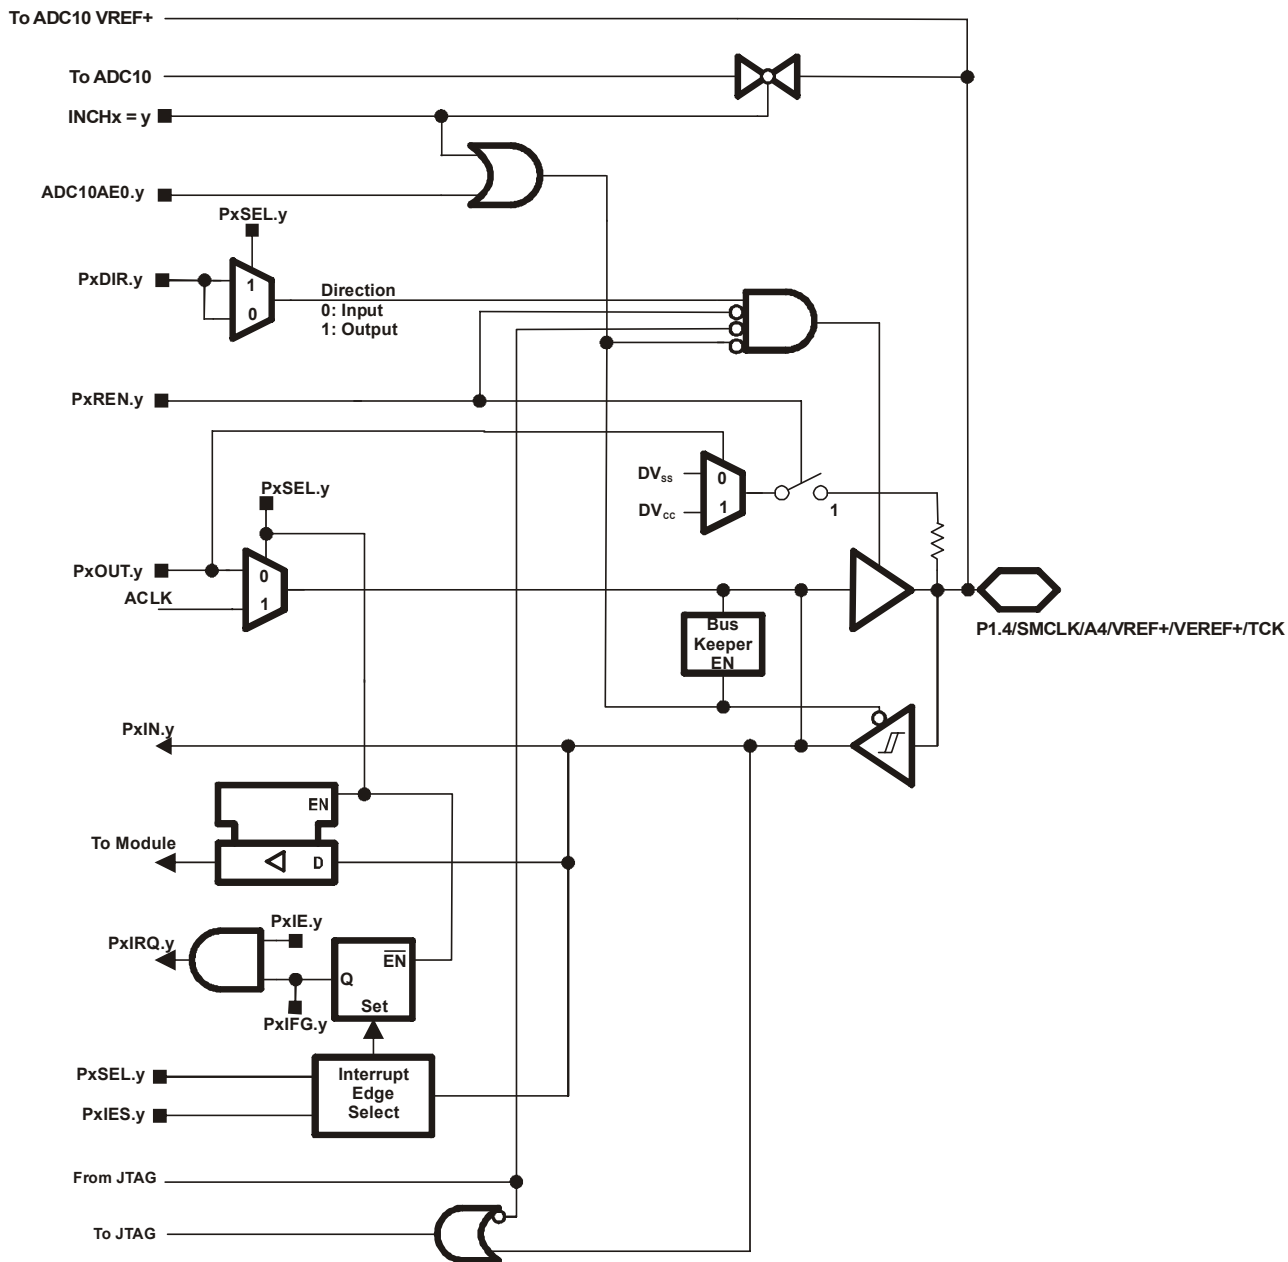 To ADC10 VREF+
To ADC10
INCHx = y
ADC10AE0.y
PxSEL.y
PxDIR.y
1
0
Direction
0: Input
1: Output
PxREN.y
DVss
0
DVcc
1
1
PxSEL.y
PxOUT.y
0
ACLK
1
Bus
Keeper
EN
P1.4/SMCLK/A4/VREF+/VEREF+/TCK
PxIN.y
EN
To Module
D
PxIE.y
PxIRQ.y
EN
Q
Set
PxIFG.y
PxSEL.y
Interrupt
Edge
Select
PxIES.y
From JTAG
To JTAG